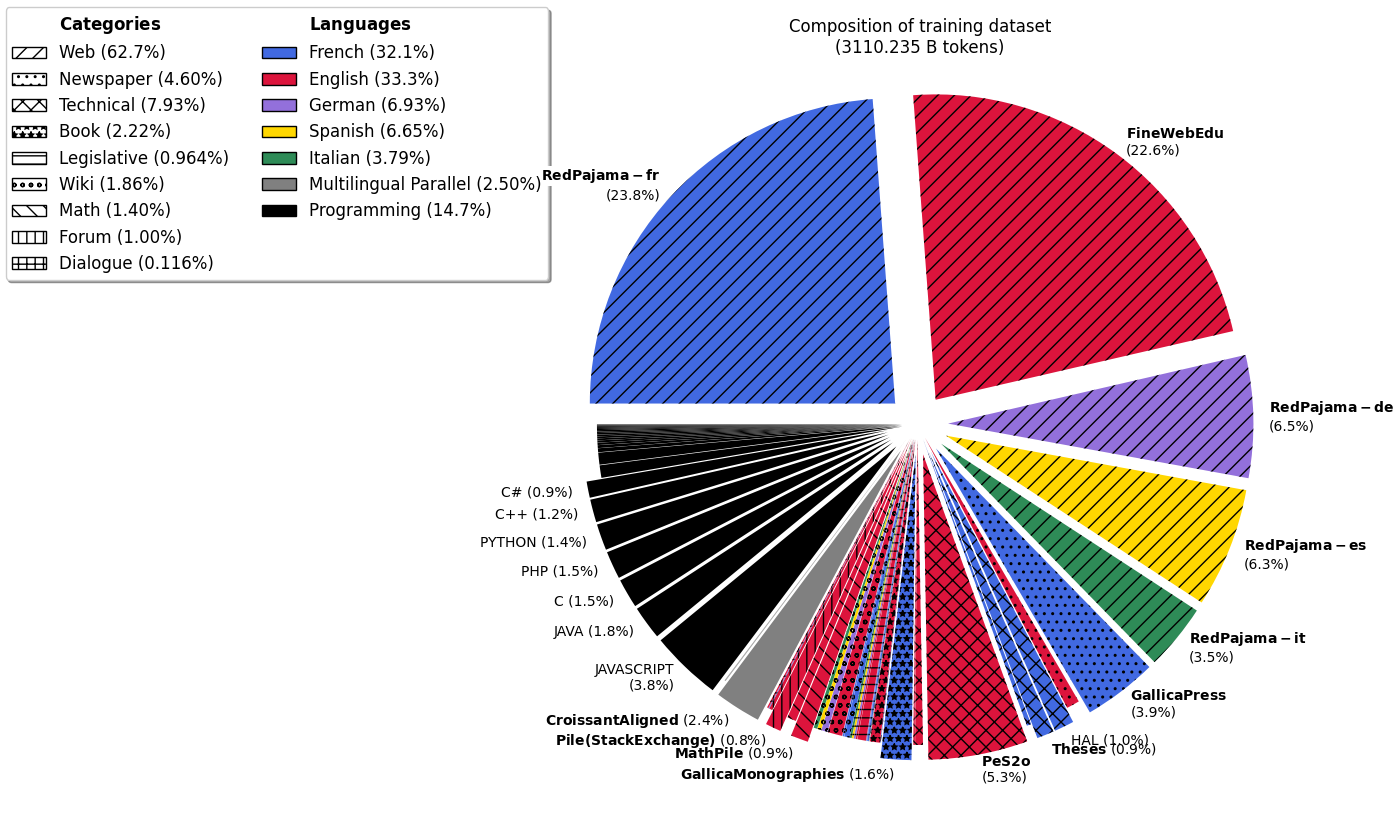 Composition of training dataset
(3110.235 B tokens)
Categories
Web (62.7%)
Newspaper (4.60%)
Technical (7.93%)
Book (2.22%)
Legislative (0.964%)
Wiki (1.86%)
Math (1.40%)
Forum (1.00%)
Dialogue (0.116%)
Languages
French (32.1%)
English (33.3%)
German (6.93%)
Spanish (6.65%)
Italian (3.79%)
Multilingual Parallel (2.50%)
Programming (14.7%)
RedPajama−fr
(23.8%)
FineWebEdu
(22.6%)
RedPajama−de
(6.5%)
RedPajama−es
(6.3%)
RedPajama−it
(3.5%)
GallicaPress
(3.9%)
HAL (1.0%)
Theses (0.9%)
PeS2o
(5.3%)
GallicaMonographies (1.6%)
MathPile (0.9%)
Pile(StackExchange) (0.8%)
CroissantAligned (2.4%)
JAVASCRIPT
(3.8%)
JAVA (1.8%)
C (1.5%)
PHP (1.5%)
PYTHON (1.4%)
C++ (1.2%)
C# (0.9%)